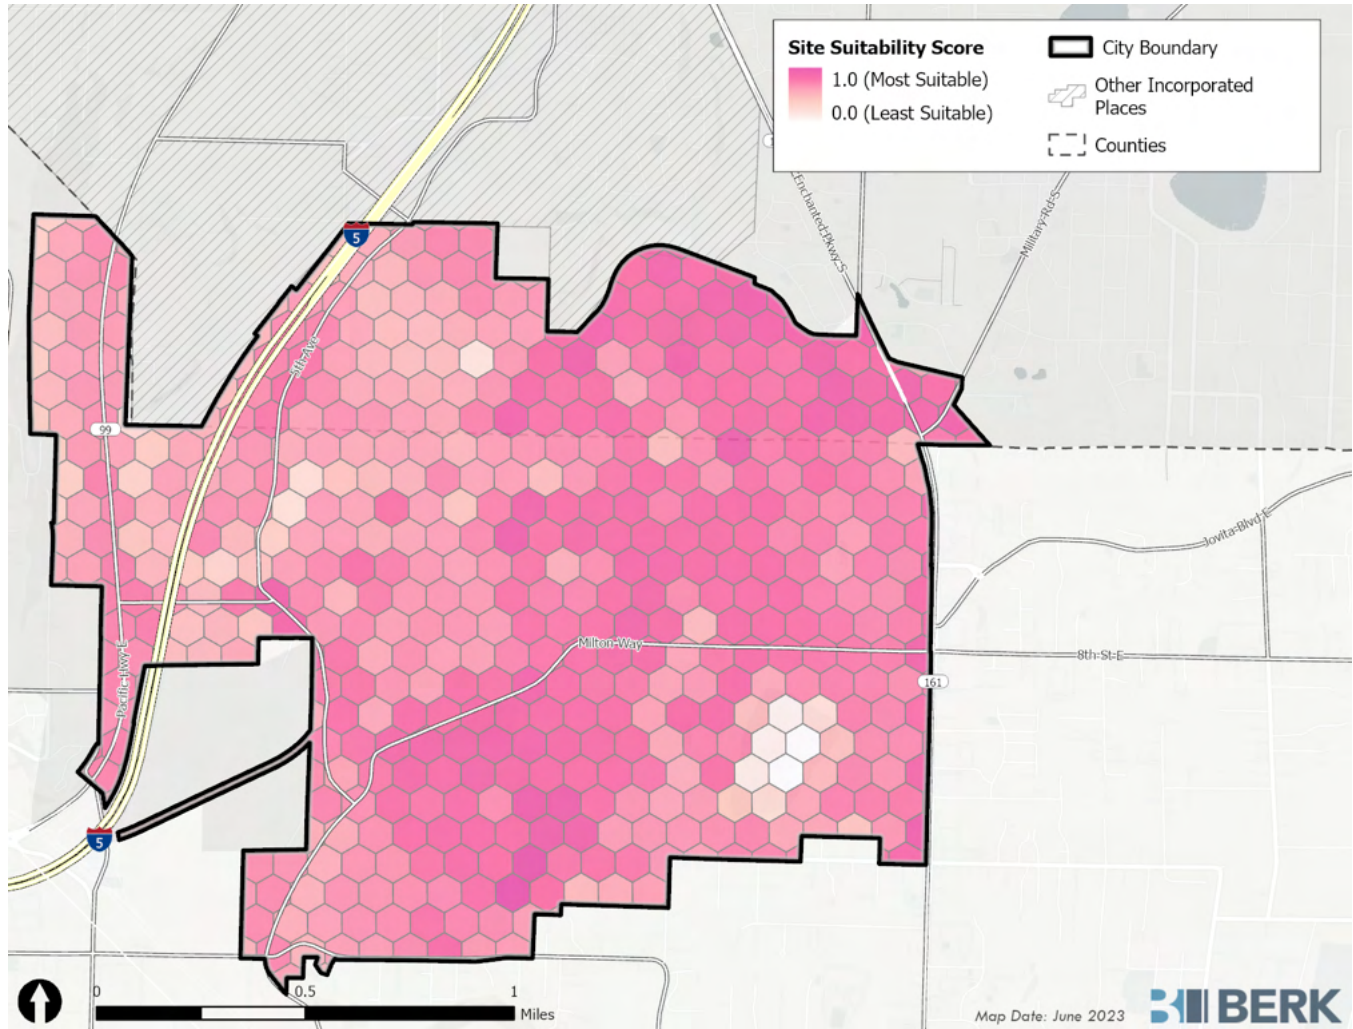 Site Suitability Score
1.0 (Most Suitable)
0.0 (Least Suitable)
City Boundary
Other Incorporated
Places
Counties
Enchanted Pkwy S
Military Rd S
5
5th Ave
99
Jovita Blvd E
Milton Way
8th St E
Pacific Hwy E
161
5
0
0.5
1
Miles
Map Date: June 2023
BERK